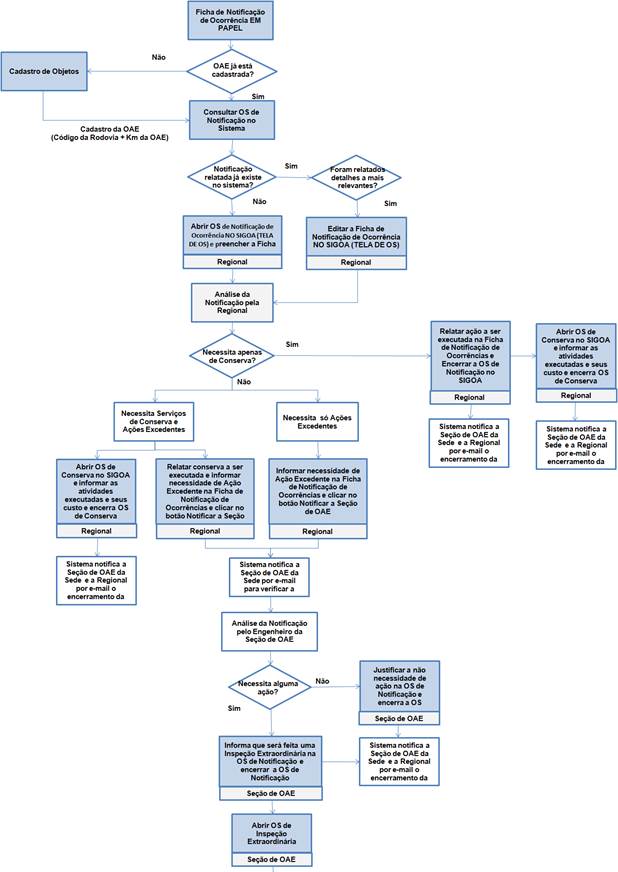 Ficha de Notificação
de Ocorrência EM
PAPEL
Não
OAE já está
cadastrada?
Cadastro de Objetos
Sim
Consultar OS de
Notificação no
Sistema
Cadastro da OAE
(Código da Rodovia + Km da OAE)
Notificação
relatada já existe
no sistema?
Sim
Foram relatados
detalhes a mais
relevantes?
Não
Sim
Abrir OS de Notificação de
Ocorrência NO SIGOA (TELA
DE OS) e preencher a Ficha
Regional
Editar a Ficha de
Notificação de Ocorrência
NO SIGOA (TELA DE OS)
Regional
Análise da
Notificação pela
Regional
Necessita apenas
de Conserva?
Sim
Não
Relatar ação a ser
executada na Ficha
de Notificação de
Ocorrências e
Encerrar a OS de
Notificação no
SIGOA
Regional
Abrir OS de
Conserva no SIGOA
e informar as
atividades
executadas e seus
custo e encerra OS
de Conserva
Regional
Sistema notifica a
Seção de OAE da
Sede e a Regional
por e-mail o
encerramento da
Sistema notifica a
Seção de OAE da
Sede e a Regional
por e-mail o
encerramento da
Necessita Serviços
de Conserva e
Ações Excedentes
Necessita só Ações
Excedentes
Abrir OS de
Conserva no SIGOA
e informar as
atividades
executadas e seus
custo e encerra OS
de Conserva
Regional
Relatar conserva a ser
executada e informar
necessidade de Ação
Excedente na Ficha de
Notificação de
Ocorrências e clicar no
botão Notificar a Seção
Regional
Informar necessidade de
Ação Excedente na Ficha
de Notificação de
Ocorrências e clicar no
botão Notificar a Seção
de OAE
Regional
Sistema notifica a
Seção de OAE da
Sede e a Regional
por e-mail o
encerramento da
Sistema notifica a
Seção de OAE da
Sede por e-mail
para verificar a
Análise da Notificação
pelo Engenheiro da
Seção de OAE
Necessita alguma
ação?
Não
Sim
Justificar a não
necessidade de
ação na OS de
Notificação e
encerra a OS
Seção de OAE
Informa que será feita uma
Inspeção Extraordinária na
OS de Notificação e
encerrar a OS de
Notificação
Seção de OAE
Sistema notifica a
Seção de OAE da
Sede e a Regional
por e-mail o
encerramento da
Abrir OS de
Inspeção
Extraordinária
Seção de OAE